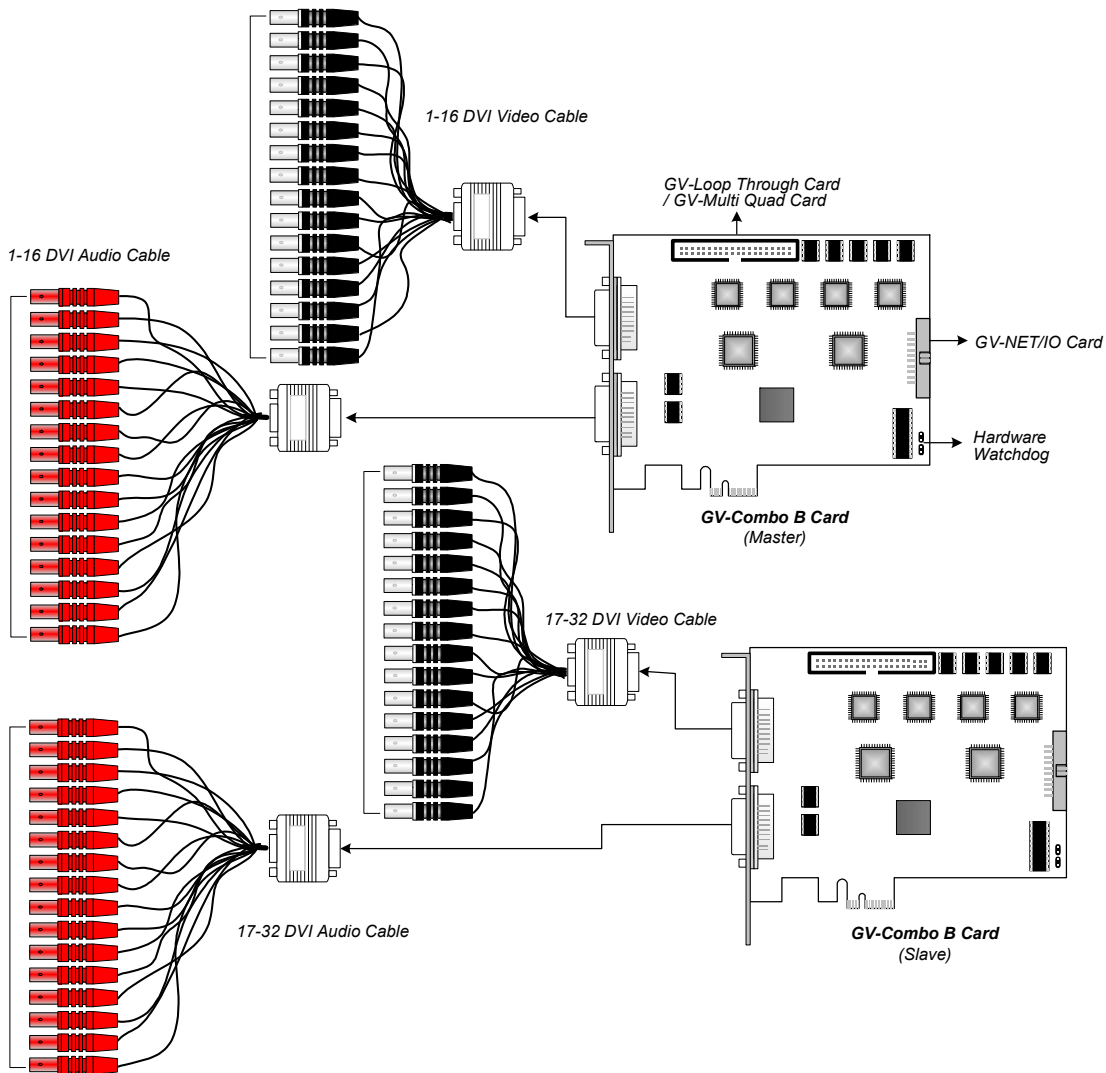 1-16 DVI Video Cable
GV-Loop Through Card
/ GV-Multi Quad Card
1-16 DVI Audio Cable
GV-NET/IO Card
Hardware
Watchdog
GV-Combo B Card
(Master)
17-32 DVI Video Cable
17-32 DVI Audio Cable
GV-Combo B Card
(Slave)